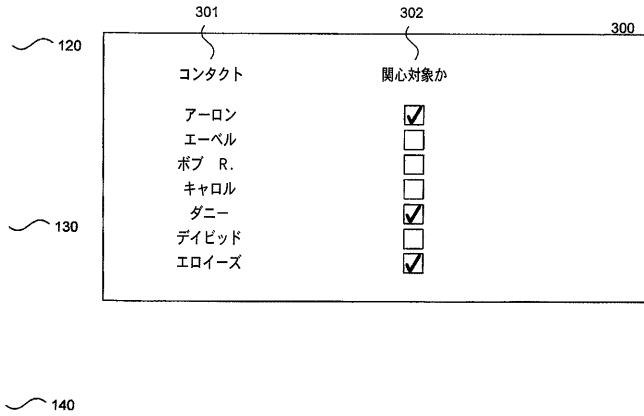 301 302 300
120
コンタクト 関心対象か
アーロン
エーベル
ボブ R.
キャロル
ダニー
130
デイビッド
エロイーズ
140